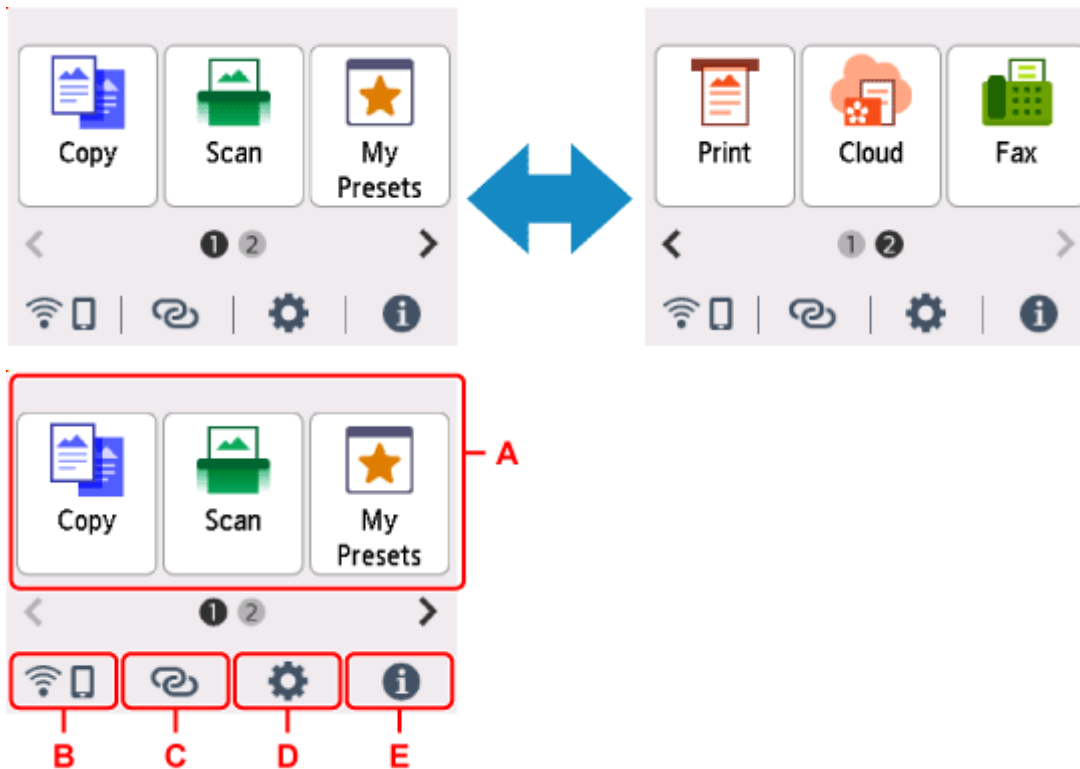 Copy
Scan
My
Presets
1 2
Print
Cloud
Fax
1 2
Copy
Scan
My
Presets
A
1 2
B
C
D
E